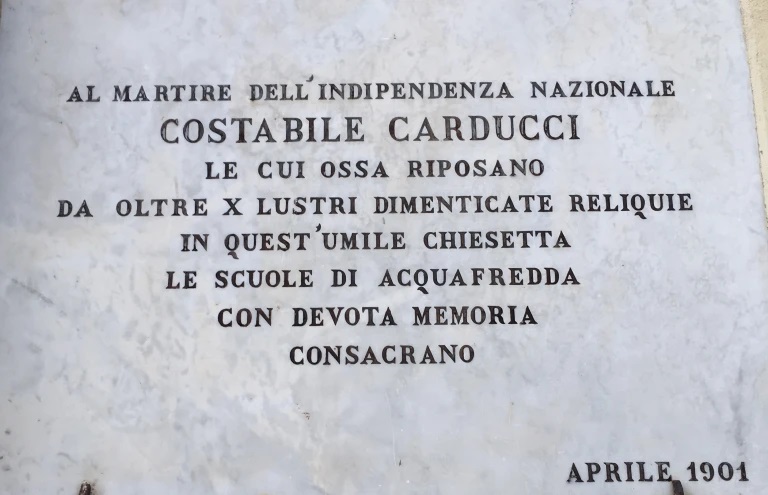 AL MARTIRE DELL'INDIPENDENZA NAZIONALE
COSTABILE CARDUCCI
LE CUI OSSA RIPOSANO
DA OLTRE X LUSTRI DIMENTICATE RELIQUIE
IN QUEST'UMILE CHIESETTA
LE SCUOLE DI ACQUAFREDDA
CON DEVOTA MEMORIA
CONSACRANO
APRILE 1901